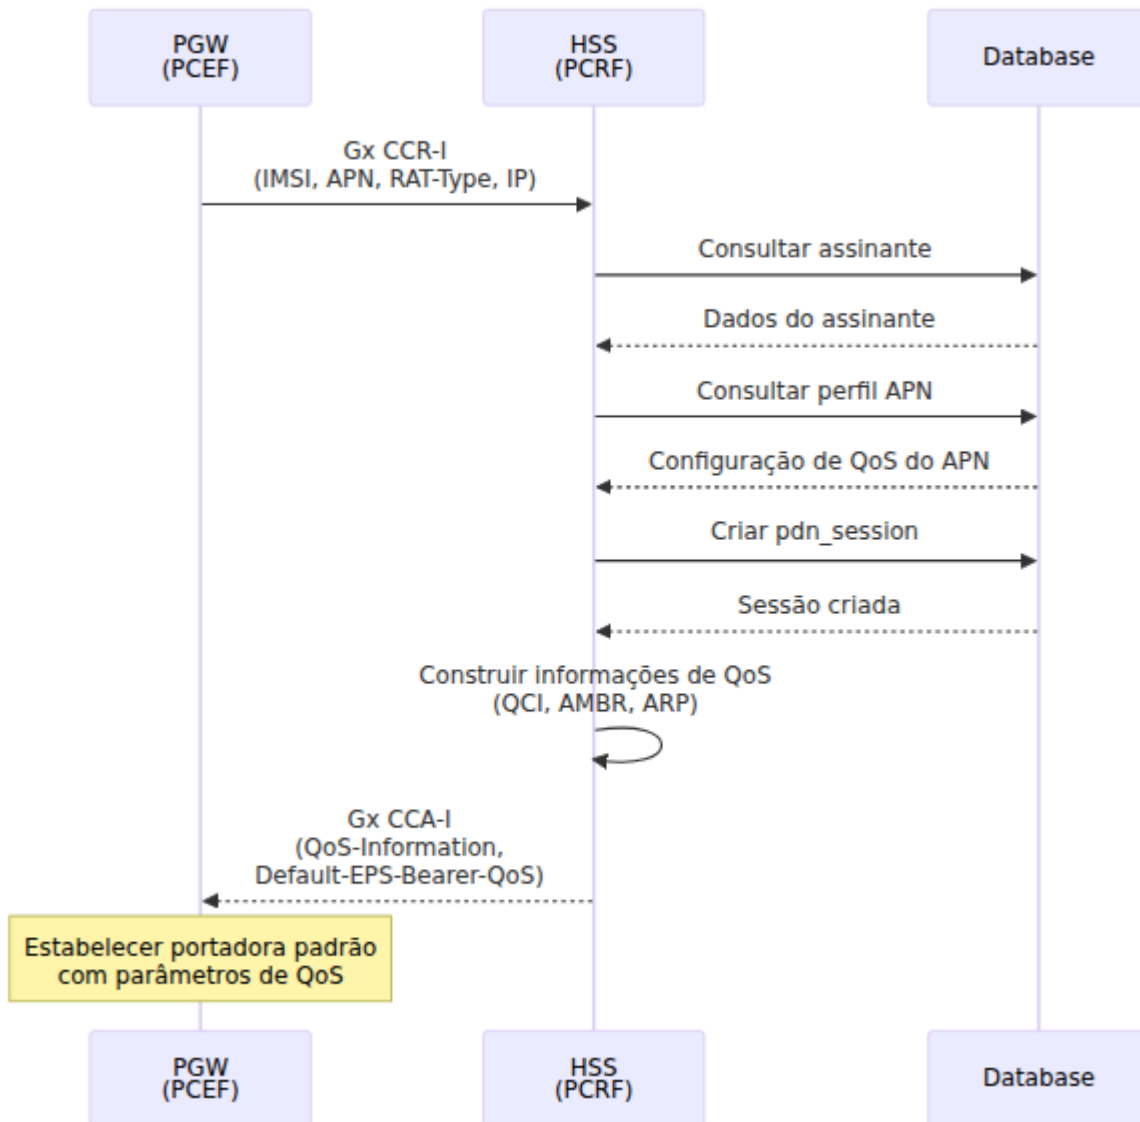 PGW
(PCEF)
HSS
(PCRF)
Database
Gx CCR-I
(IMSI, APN, RAT-Type, IP)
Consultar assinante
Dados do assinante
Consultar perfil APN
Configuração de QoS do APN
Criar pdn_session
Sessão criada
Construir informações de QoS
(QCI, AMBR, ARP)
Gx CCA-I
(QoS-Information,
Default-EPS-Bearer-QoS)
Estabelecer portadora padrão
com parâmetros de QoS
PGW
(PCEF)
HSS
(PCRF)
Database